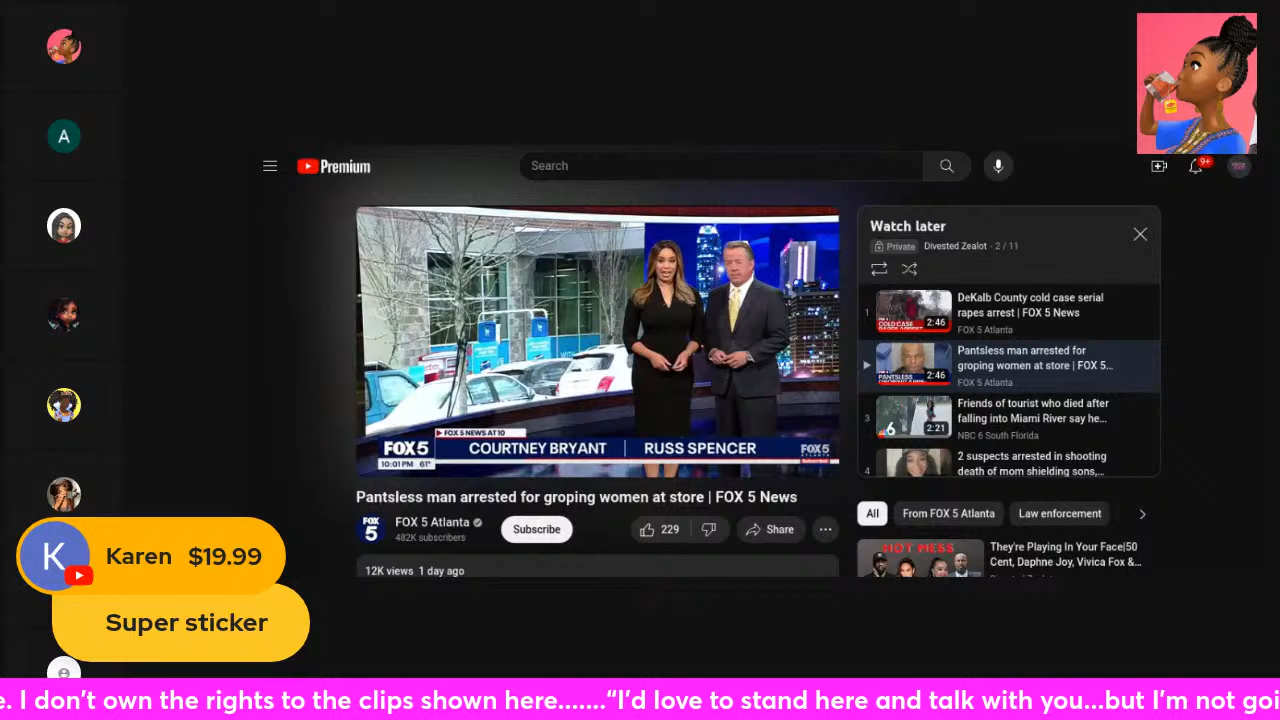 A
Premium
Search
9+
FOX 5 NEWS AT 10
FOX 5
COURTNEY BRYANT | RUSS SPENCER
FOX 5
10:01 PM 61°
Pantsless man arrested for groping women at store | FOX 5 News
FOX 5
FOX 5 Atlanta
482K subscribers
Subscribe
229
Share
12K views 1 day ago
Watch later
Private
Divested Zealot - 2 / 11
1
2:46
DeKalb County cold case serial
rapes arrest | FOX 5 News
FOX 5 Atlanta
2:46
Pantsless man arrested for
groping women at store | FOX 5...
FOX 5 Atlanta
3
6
2:21
Friends of tourist who died after
falling into Miami River say he...
NBC 6 South Florida
4
2 suspects arrested in shooting
death of mom shielding sons,...
All
From FOX 5 Atlanta
Law enforcement
HOT MESS
They're Playing In Your Face|50
Cent, Daphne Joy, Vivica Fox &...
K
Karen $19.99
Super sticker
e. I don't own the rights to the clips shown here.......“I'd love to stand here and talk with you...but I'm not goi